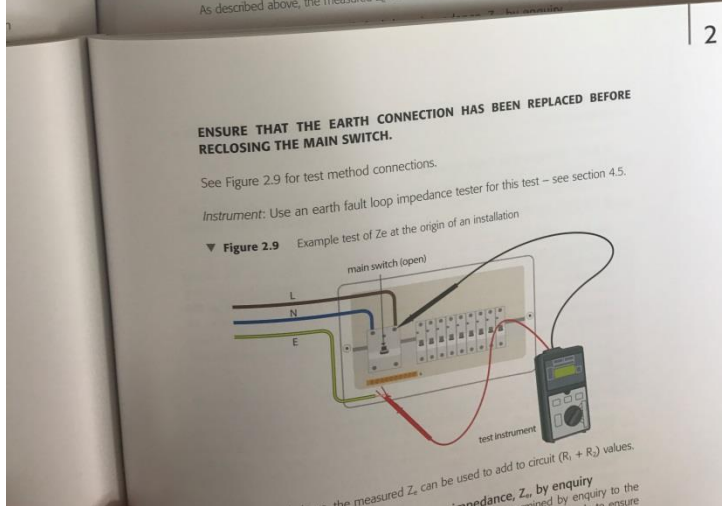 As described above, the
2
ENSURE THAT THE EARTH CONNECTION HAS BEEN REPLACED BEFORE
RECLOSING THE MAIN SWITCH.
See Figure 2.9 for test method connections.
Instrument: Use an earth fault loop impedance tester for this test – see section 4.5.
▼ Figure 2.9 Example test of Ze at the origin of an installation
main switch (open)
L
N
E
test instrument
the measured Zₑ can be used to add to circuit (R₁ + R₂) values.
Zₑ, by enquiry
by enquiry to the
ensure